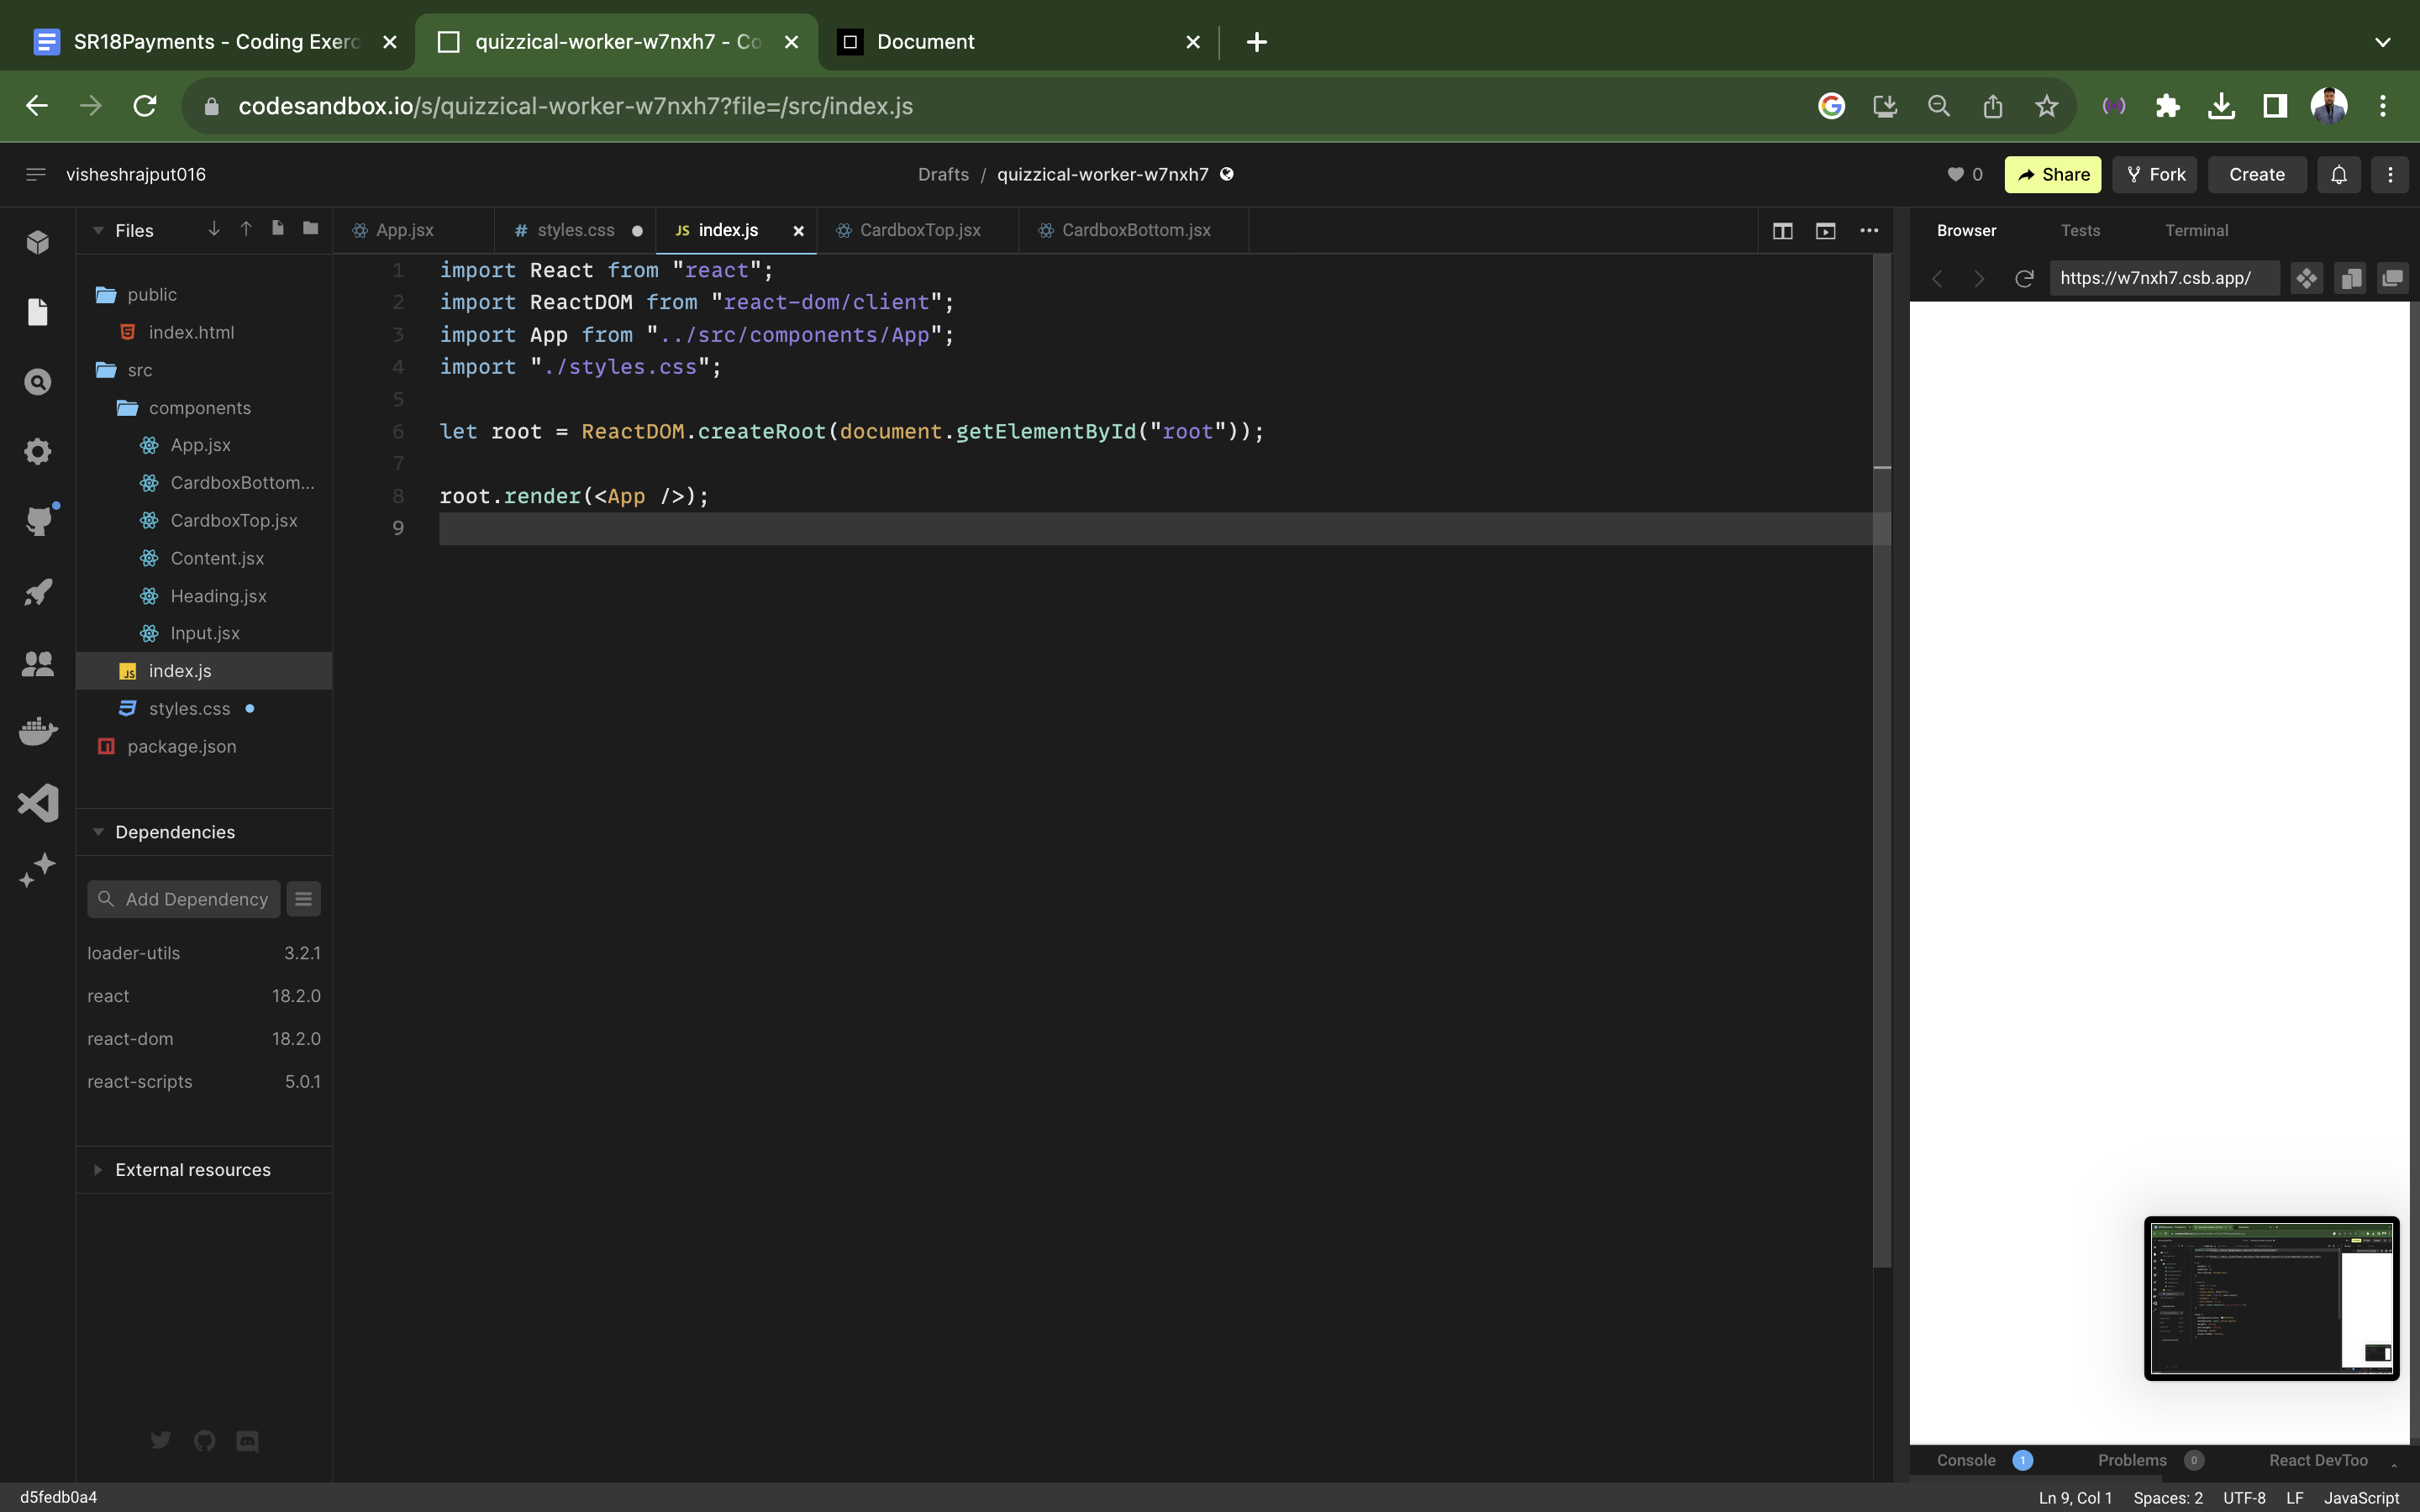 SR18Payments - Coding Exerc
quizzical-worker-w7nxh7 - Co
Document
codesandbox.io/s/quizzical-worker-w7nxh7?file=/src/index.js
visheshrajput016
Drafts / quizzical-worker-w7nxh7
0
Share
Fork
Create
Files
public
index.html
src
components
App.jsx
CardboxBottom...
CardboxTop.jsx
Content.jsx
Heading.jsx
Input.jsx
index.js
styles.css
package.json
Dependencies
Add Dependency
loader-utils 3.2.1
react 18.2.0
react-dom 18.2.0
react-scripts 5.0.1
External resources
App.jsx
# styles.css
JS index.js
CardboxTop.jsx
CardboxBottom.jsx
1 import React from "react";
2 import ReactDOM from "react-dom/client";
3 import App from "../src/components/App";
4 import "./styles.css";
5
6 let root = ReactDOM.createRoot(document.getElementById("root"));
7
8 root.render(<App />);
9
Browser Tests Terminal
https://w7nxh7.csb.app/
Console 1 Problems 0 React DevToo
d5fedb0a4
Ln 9, Col 1 Spaces: 2 UTF-8 LF JavaScript